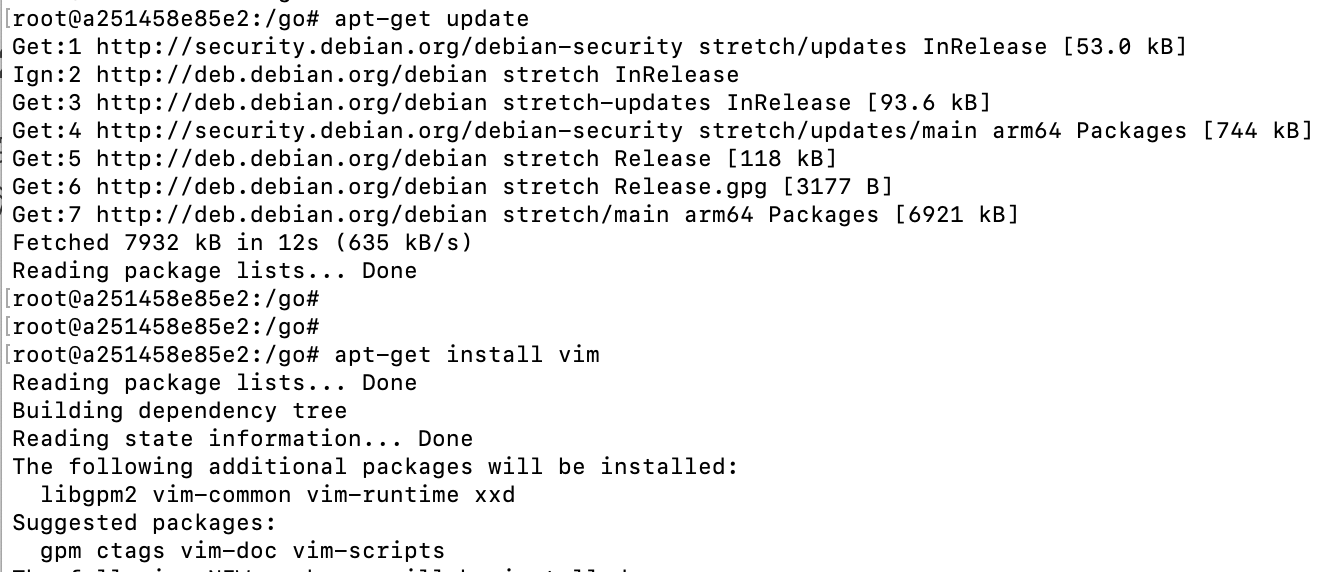 [root@a251458e85e2:/go# apt-get update
Get:1 http://security.debian.org/debian-security stretch/updates InRelease [53.0 kB]
Ign:2 http://deb.debian.org/debian stretch InRelease
Get:3 http://deb.debian.org/debian stretch-updates InRelease [93.6 kB]
Get:4 http://security.debian.org/debian-security stretch/updates/main arm64 Packages [744 kB]
Get:5 http://deb.debian.org/debian stretch Release [118 kB]
Get:6 http://deb.debian.org/debian stretch Release.gpg [3177 B]
Get:7 http://deb.debian.org/debian stretch/main arm64 Packages [6921 kB]
Fetched 7932 kB in 12s (635 kB/s)
Reading package lists... Done
[root@a251458e85e2:/go#
[root@a251458e85e2:/go#
[root@a251458e85e2:/go# apt-get install vim
Reading package lists... Done
Building dependency tree
Reading state information... Done
The following additional packages will be installed:
  libgpm2 vim-common vim-runtime xxd
Suggested packages:
  gpm ctags vim-doc vim-scripts